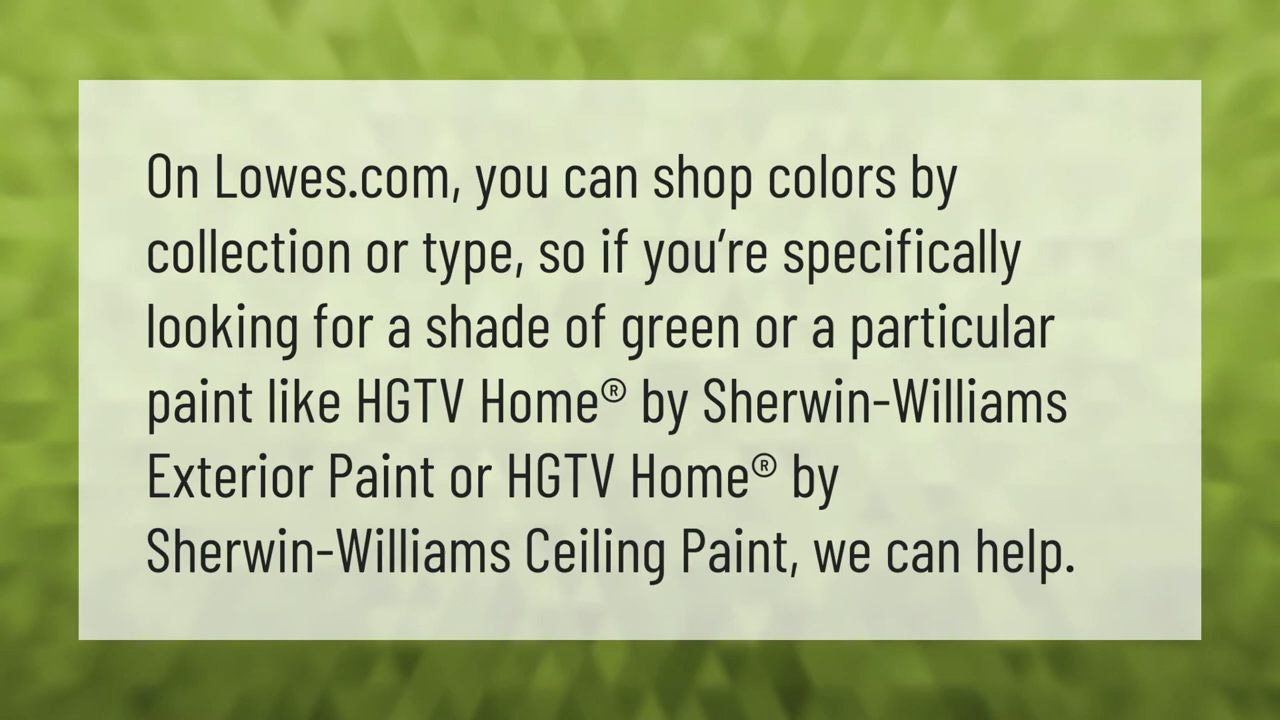 On Lowes.com, you can shop colors by
collection or type, so if you’re specifically
looking for a shade of green or a particular
paint like HGTV Home® by Sherwin-Williams
Exterior Paint or HGTV Home® by
Sherwin-Williams Ceiling Paint, we can help.